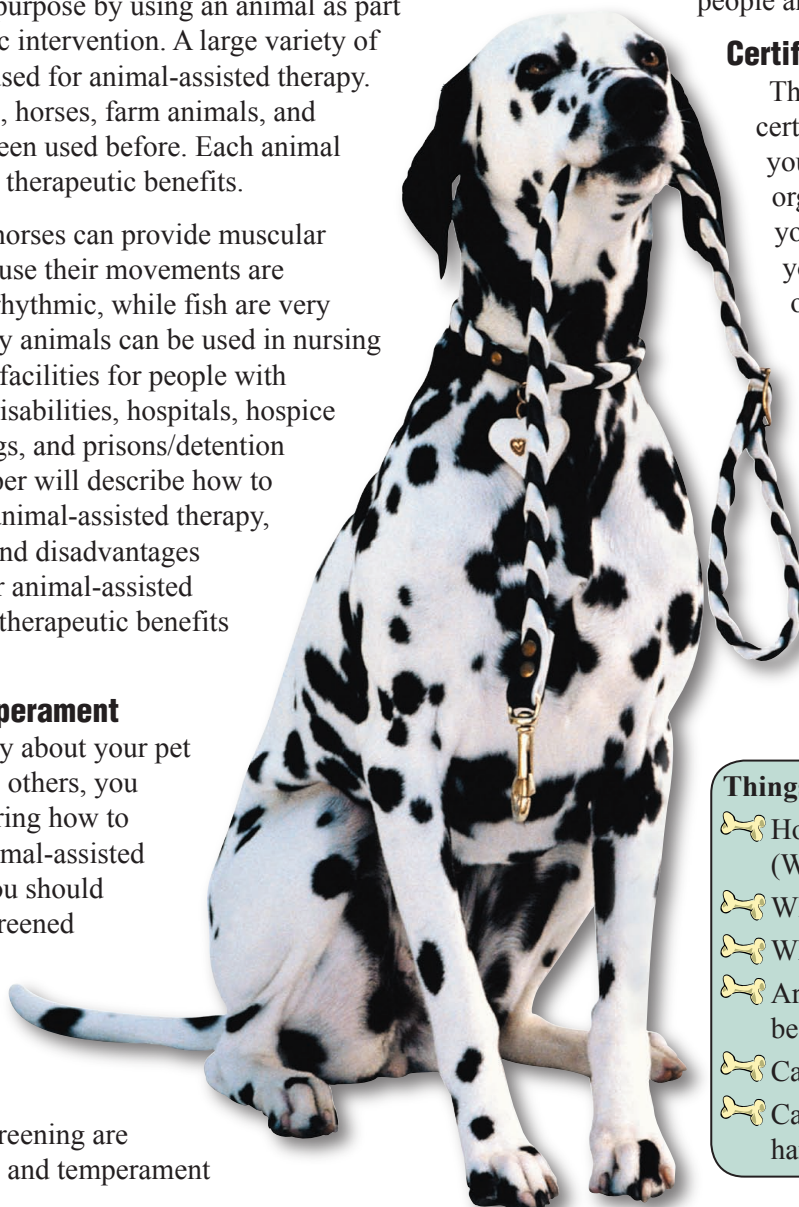 purpose by using an animal as part
c intervention. A large variety of
sed for animal-assisted therapy.
, horses, farm animals, and
een used before. Each animal
therapeutic benefits.
horses can provide muscular
use their movements are
hythmic, while fish are very
y animals can be used in nursing
facilities for people with
isabilities, hospitals, hospice
gs, and prisons/detention
per will describe how to
animal-assisted therapy,
nd disadvantages
r animal-assisted
therapeutic benefits
perament
y about your pet
others, you
ring how to
mal-assisted
ou should
reened
reening are
and temperament
people a
Certif
Th
cert
you
org
yo
y
o
Thing
Ho
(W
W
W
Ar
be
Ca
Ca
ha